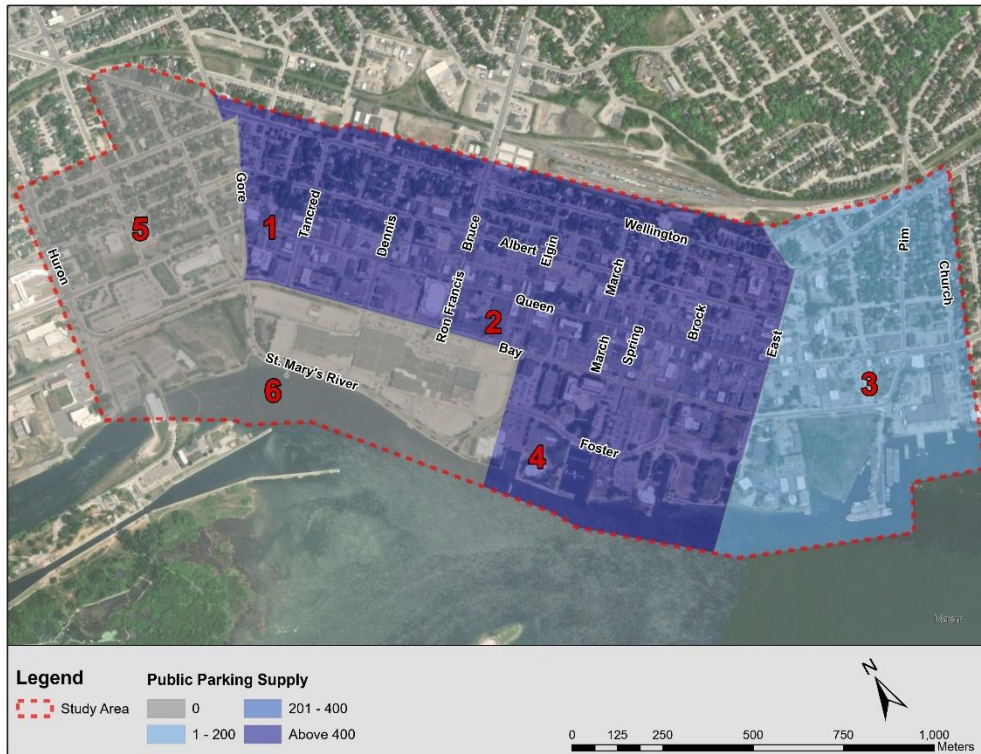 Gore
1
Tancred
5
Dennis
Bruce
Albert
Elgin
Wellington
Pim
Huron
March
Church
Ron Francis
Queen
2
Bay
March
Spring
Brock
East
St. Mary's River
6
3
4
Foster
N
Legend
Study Area
Public Parking Supply
0
1 - 200
201 - 400
Above 400
0 125 250 500 750 1,000
Meters